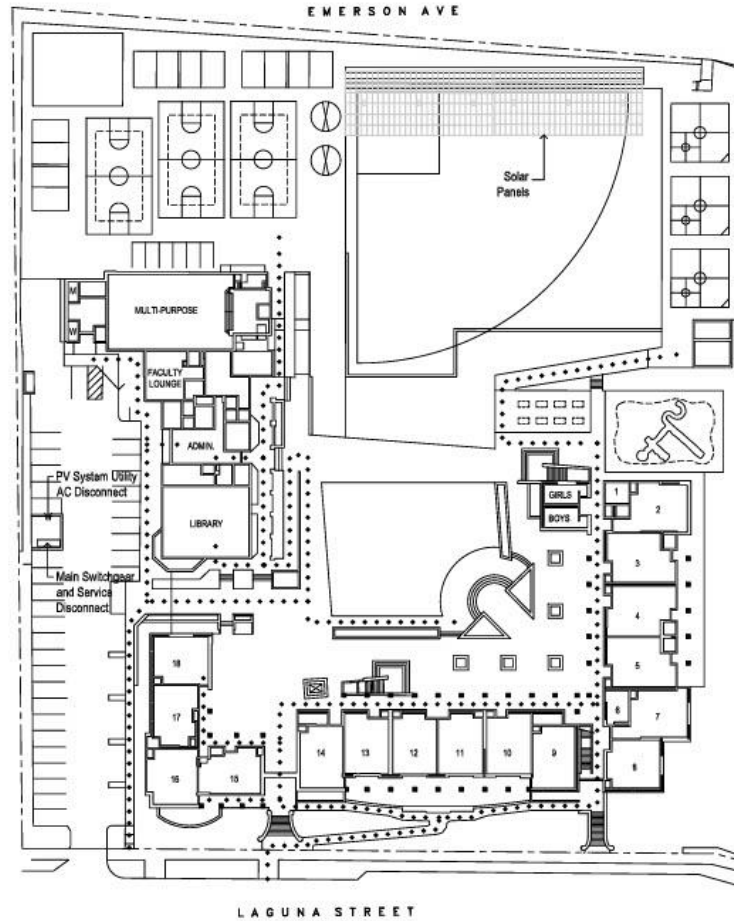 EMERSON AVE
Solar
Panels
M
MULTI-PURPOSE
W
FACULTY
LOUNGE
ADMIN.
PV System Utility
AC Disconnect
LIBRARY
Main Switchgear
and Service
Disconnect
GIRLS
BOYS
1
2
3
4
5
6
7
8
18
17
16
15
14
13
12
11
10
9
LAGUNA STREET